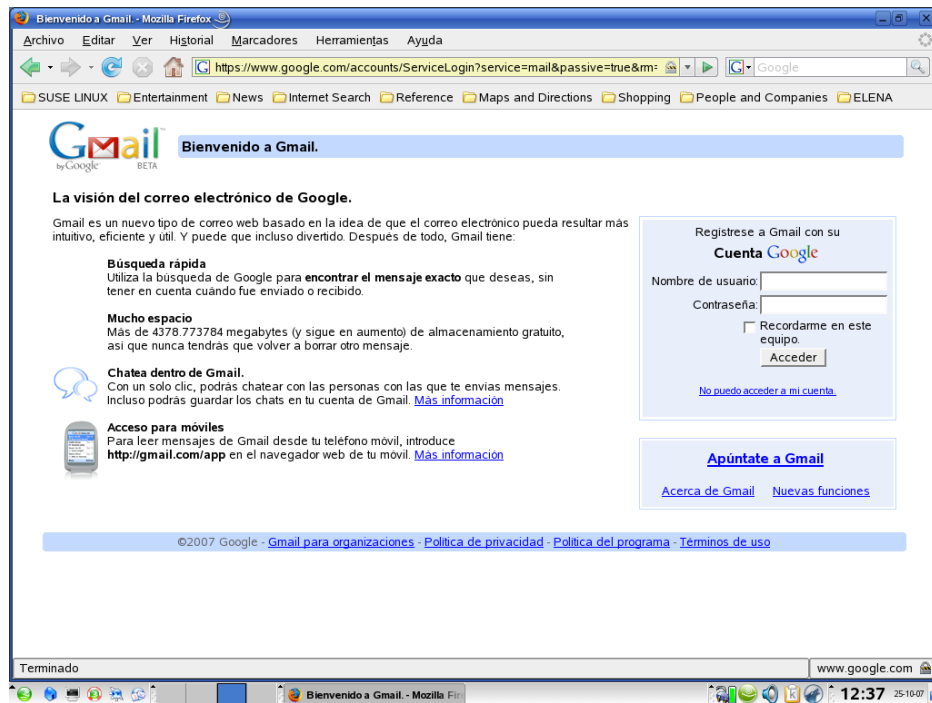 Bienvenido a Gmail. - Mozilla Firefox
Archivo Editar Ver Historial Marcadores Herramientas Ayuda
G https://www.google.com/accounts/ServiceLogin?service=mail&passive=true&rm= G Google
SUSE LINUX Entertainment News Internet Search Reference Maps and Directions Shopping People and Companies ELENA
Gmail
by Google BETA
Bienvenido a Gmail.
La visión del correo electrónico de Google.
Gmail es un nuevo tipo de correo web basado en la idea de que el correo electrónico pueda resultar más
intuitivo, eficiente y útil. Y puede que incluso divertido. Después de todo, Gmail tiene:
Búsqueda rápida
Utiliza la búsqueda de Google para encontrar el mensaje exacto que deseas, sin
tener en cuenta cuándo fue enviado o recibido.
Mucho espacio
Más de 4378.773784 megabytes (y sigue en aumento) de almacenamiento gratuito,
así que nunca tendrás que volver a borrar otro mensaje.
Chatea dentro de Gmail.
Con un solo clic, podrás chatear con las personas con las que te envías mensajes.
Incluso podrás guardar los chats en tu cuenta de Gmail. Más información
Acceso para móviles
Para leer mensajes de Gmail desde tu teléfono móvil, introduce
http://gmail.com/app en el navegador web de tu móvil. Más información
Regístrese a Gmail con su
Cuenta Google
Nombre de usuario:
Contraseña:
Recordarme en este
equipo.
Acceder
No puedo acceder a mi cuenta.
Apúntate a Gmail
Acerca de Gmail Nuevas funciones
©2007 Google - Gmail para organizaciones - Política de privacidad - Política del programa - Términos de uso
Terminado www.google.com
Bienvenido a Gmail. - Mozilla Fire 12:37 25-10-07